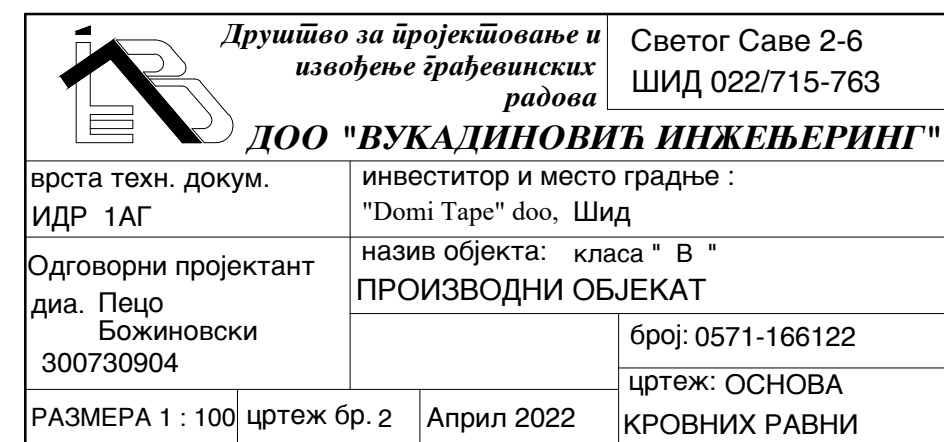 Друштво за пројектовање и
извођење грађевинских
радова
Светог Саве 2-6
ШИД 022/715-763
ДОО "ВУКАДИНОВИЋ ИНЖЕЊЕРИНГ"
врста техн. докум.
ИДР 1АГ
инвеститор и место градње :
"Domi Tape" doo, Шид
Одговорни пројектант
диа. Пецо
Божиновски
300730904
назив објекта: класа " В "
ПРОИЗВОДНИ ОБЈЕКАТ
број: 0571-166122
цртеж: ОСНОВА
КРОВНИХ РАВНИ
РАЗМЕРА 1 : 100
цртеж бр. 2
Април 2022